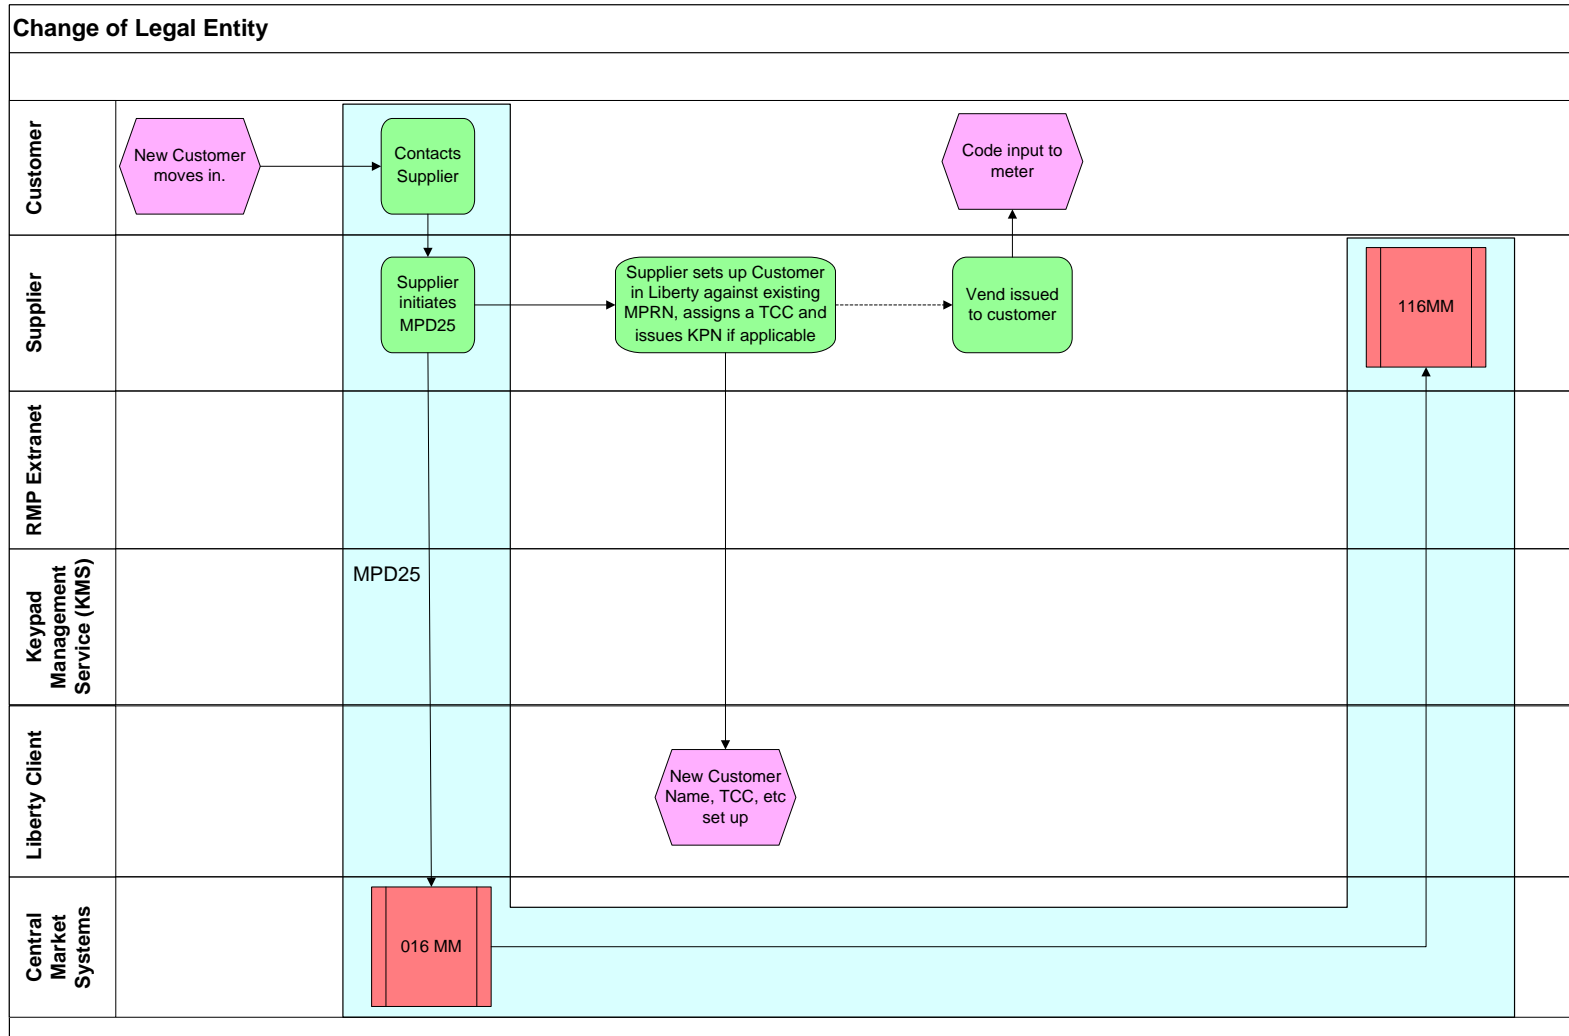 Change of Legal Entity
Customer
New Customer
moves in.
Contacts
Supplier
Code input to
meter
Supplier
Supplier
initiates
MPD25
Supplier sets up Customer
in Liberty against existing
MPRN, assigns a TCC and
issues KPN if applicable
Vend issued
to customer
116MM
RMP Extranet
Keypad
Management
Service (KMS)
MPD25
Liberty Client
New Customer
Name, TCC, etc
set up
Central
Market
Systems
016 MM